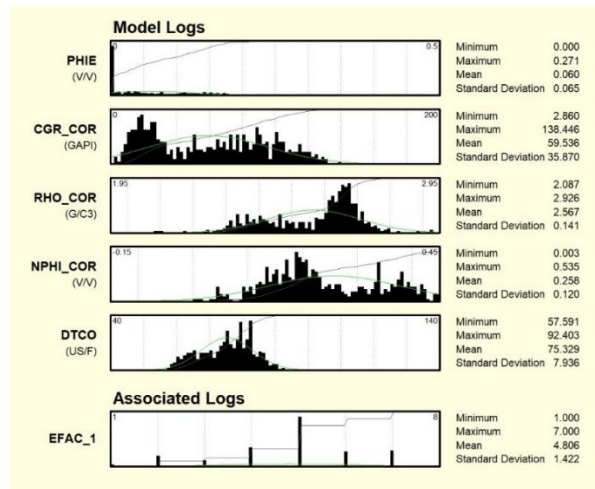 Model Logs
PHIE
(V/V)
0 0.5
Minimum 0.000
Maximum 0.271
Mean 0.060
Standard Deviation 0.065
CGR_COR
(GAPI)
0 200
Minimum 2.860
Maximum 138.446
Mean 59.536
Standard Deviation 35.870
RHO_COR
(G/C3)
1.95 2.95
Minimum 2.087
Maximum 2.926
Mean 2.567
Standard Deviation 0.141
NPHI_COR
(V/V)
-0.15 0.45
Minimum 0.003
Maximum 0.535
Mean 0.258
Standard Deviation 0.120
DTCO
(US/F)
40 140
Minimum 57.591
Maximum 92.403
Mean 75.329
Standard Deviation 7.936
Associated Logs
EFAC_1
1 8
Minimum 1.000
Maximum 7.000
Mean 4.806
Standard Deviation 1.422